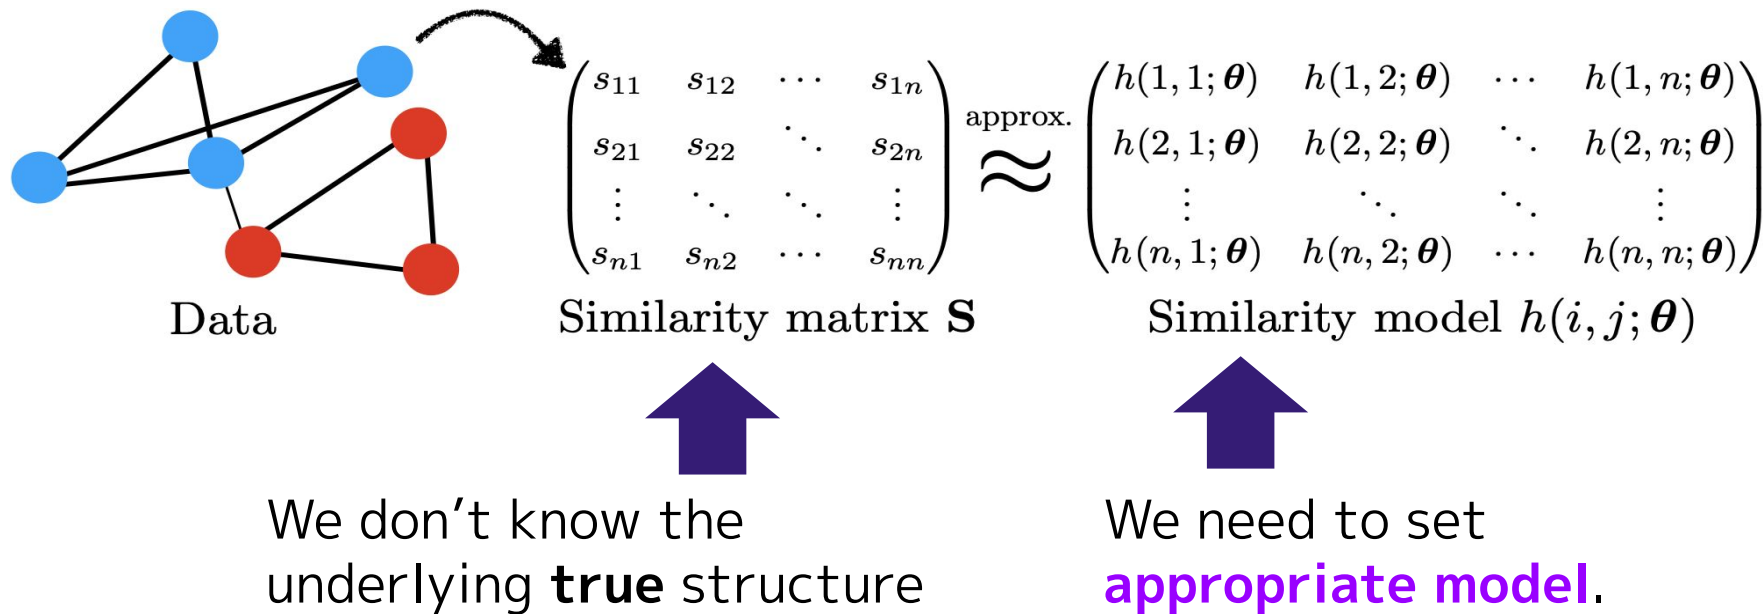 s₁₁ s₁₂ ⋯ s₁ₙ
s₂₁ s₂₂ ⋱ s₂ₙ
⋮ ⋱ ⋱ ⋮
sₙ₁ sₙ₂ ⋯ sₙₙ
approx.
≈
h(1, 1; θ) h(1, 2; θ) ⋯ h(1, n; θ)
h(2, 1; θ) h(2, 2; θ) ⋱ h(2, n; θ)
⋮ ⋱ ⋱ ⋮
h(n, 1; θ) h(n, 2; θ) ⋯ h(n, n; θ)
Data
Similarity matrix S
Similarity model h(i, j; θ)
We don’t know the
underlying true structure
We need to set
appropriate model.